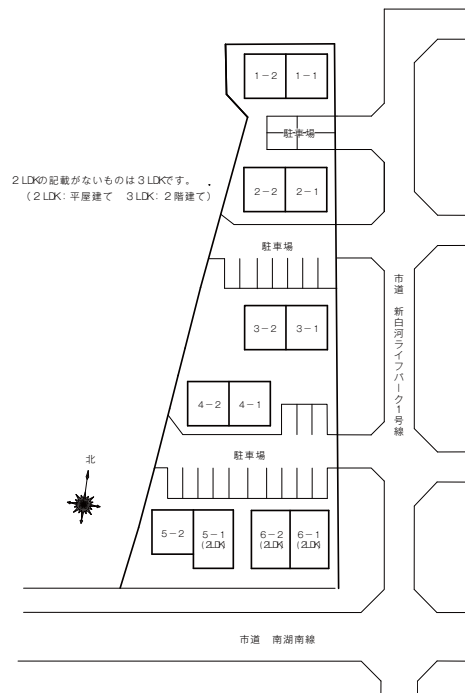 1-2 1-1
駐車場
2LDKの記載がないものは3LDKです。
(2LDK:平屋建て 3LDK:2階建て)
2-2 2-1
駐車場
市道 新白河ライフパーク1号線
3-2 3-1
4-2 4-1
駐車場
北
5-2 5-1 6-2 6-1
(2LDK) (2LDK) (2LDK)
市道 南湖南線